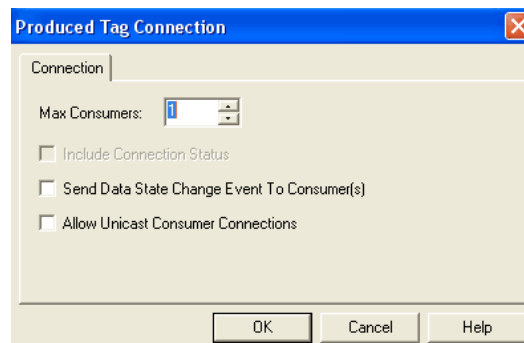 Produced Tag Connection
Connection
Max Consumers: 1
Include Connection Status
Send Data State Change Event To Consumer(s)
Allow Unicast Consumer Connections
OK Cancel Help